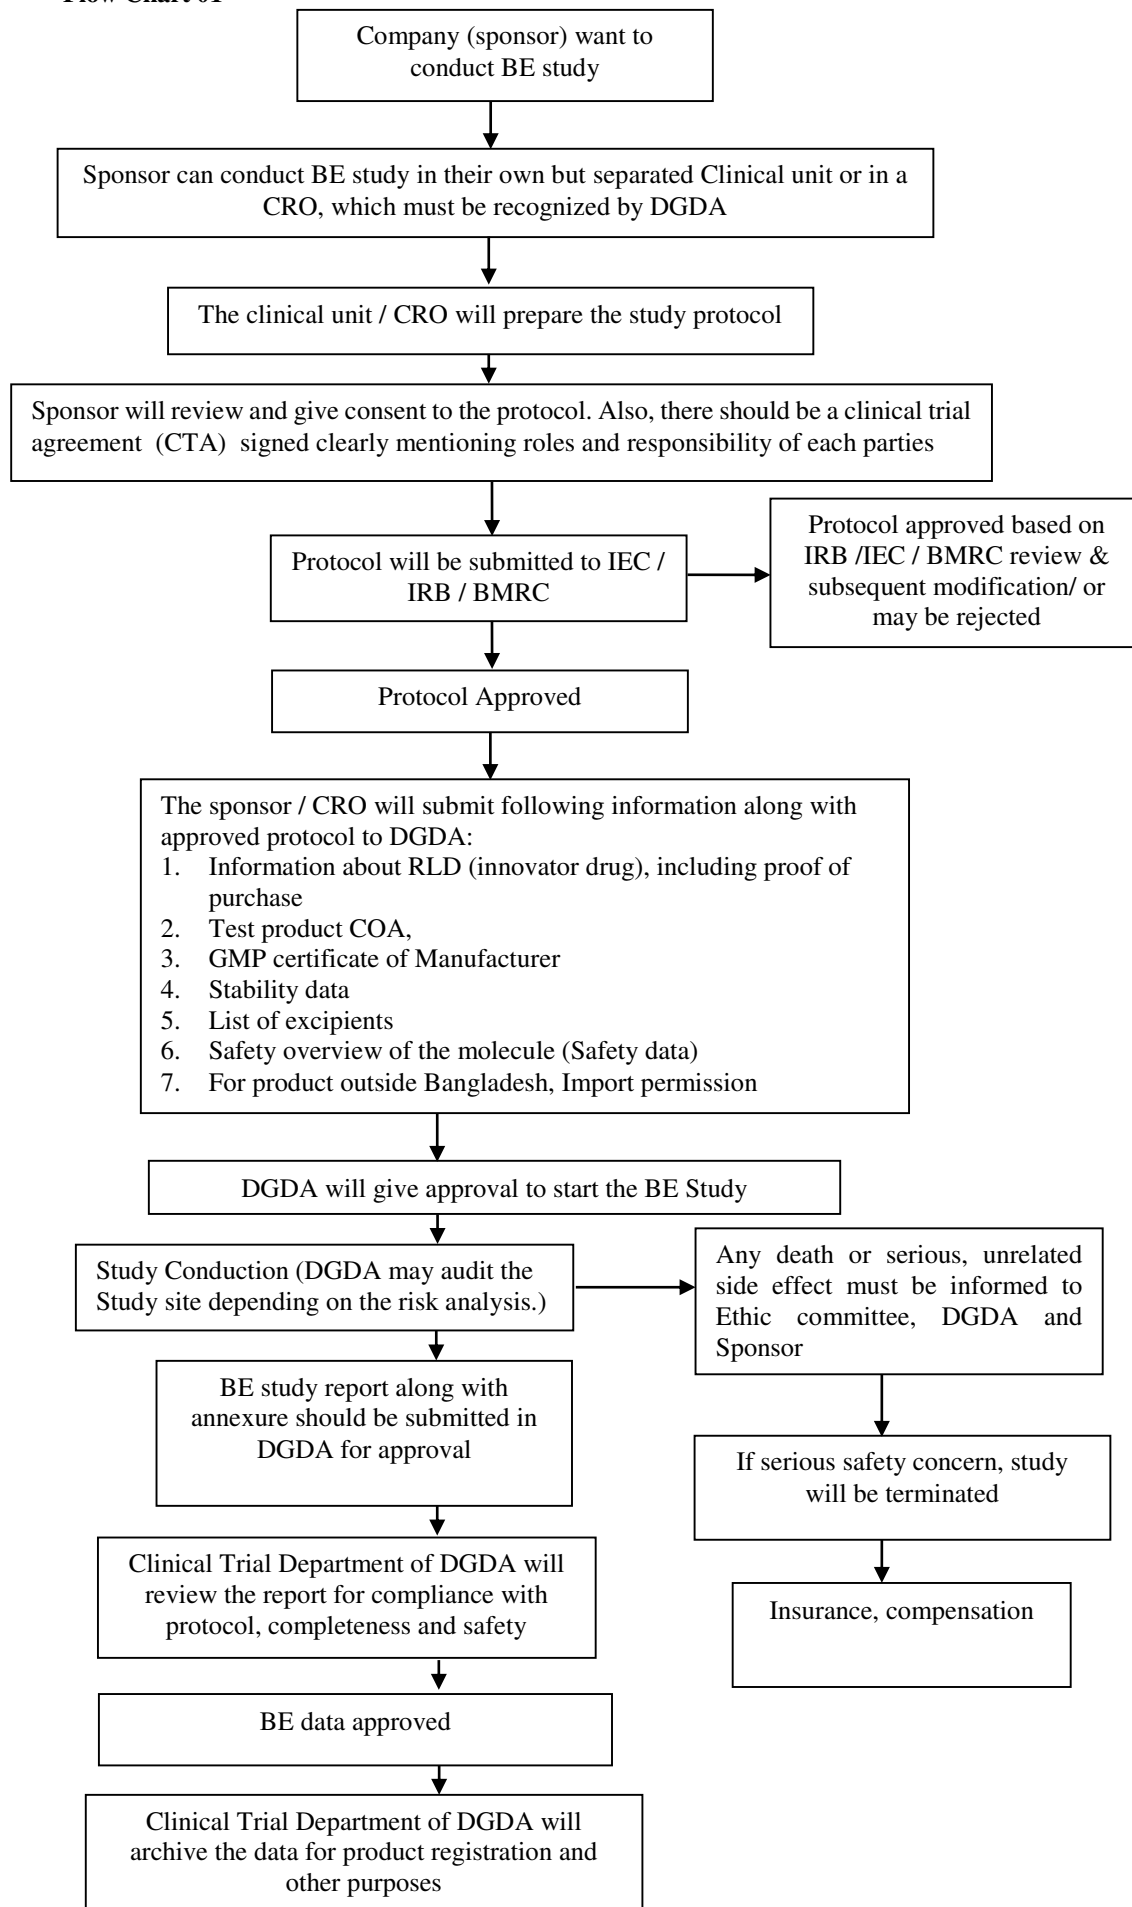 Flow Chart 01
Company (sponsor) want to
conduct BE study
Sponsor can conduct BE study in their own but separated Clinical unit or in a
CRO, which must be recognized by DGDA
The clinical unit / CRO will prepare the study protocol
Sponsor will review and give consent to the protocol. Also, there should be a clinical trial
agreement (CTA) signed clearly mentioning roles and responsibility of each parties
Protocol will be submitted to IEC /
IRB / BMRC
Protocol approved based on
IRB /IEC / BMRC review &
subsequent modification/ or
may be rejected
Protocol Approved
The sponsor / CRO will submit following information along with
approved protocol to DGDA:
1. Information about RLD (innovator drug), including proof of
purchase
2. Test product COA,
3. GMP certificate of Manufacturer
4. Stability data
5. List of excipients
6. Safety overview of the molecule (Safety data)
7. For product outside Bangladesh, Import permission
DGDA will give approval to start the BE Study
Study Conduction (DGDA may audit the
Study site depending on the risk analysis.)
Any death or serious, unrelated
side effect must be informed to
Ethic committee, DGDA and
Sponsor
BE study report along with
annexure should be submitted in
DGDA for approval
If serious safety concern, study
will be terminated
Clinical Trial Department of DGDA will
review the report for compliance with
protocol, completeness and safety
Insurance, compensation
BE data approved
Clinical Trial Department of DGDA will
archive the data for product registration and
other purposes